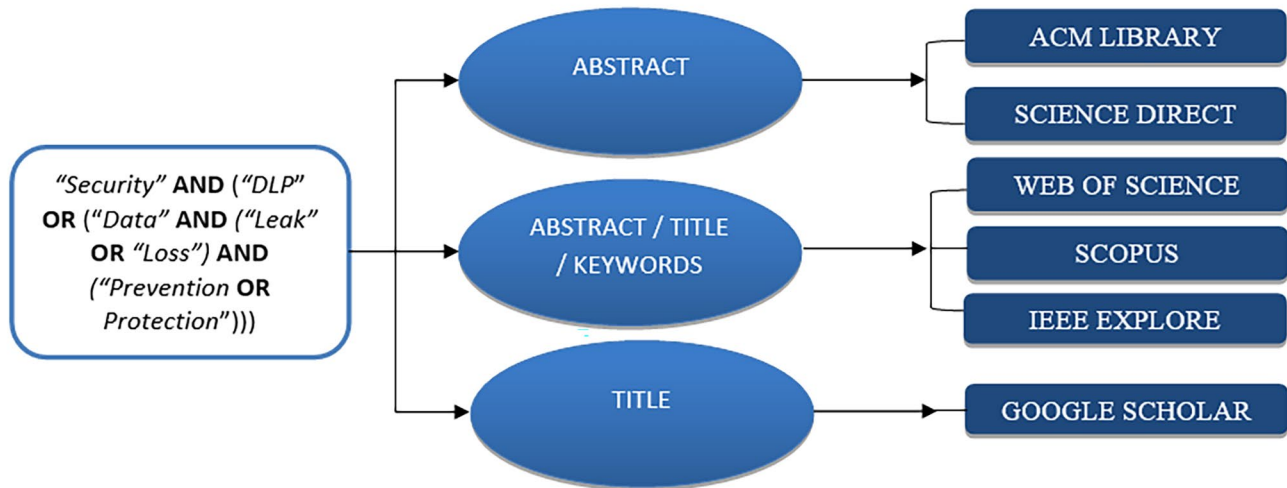 “Security” AND (“DLP”
OR (“Data” AND (“Leak”
OR “Loss”) AND
(“Prevention OR
Protection”)))
ABSTRACT
ABSTRACT / TITLE
/ KEYWORDS
TITLE
ACM LIBRARY
SCIENCE DIRECT
WEB OF SCIENCE
SCOPUS
IEEE EXPLORE
GOOGLE SCHOLAR